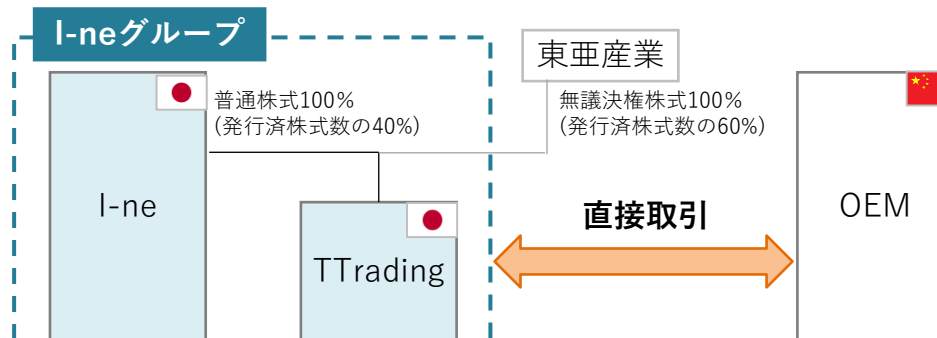 I-neグループ
東亜産業
普通株式100%
(発行済株式数の40%)
無議決権株式100%
(発行済株式数の60%)
I-ne
TTrading
直接取引
OEM